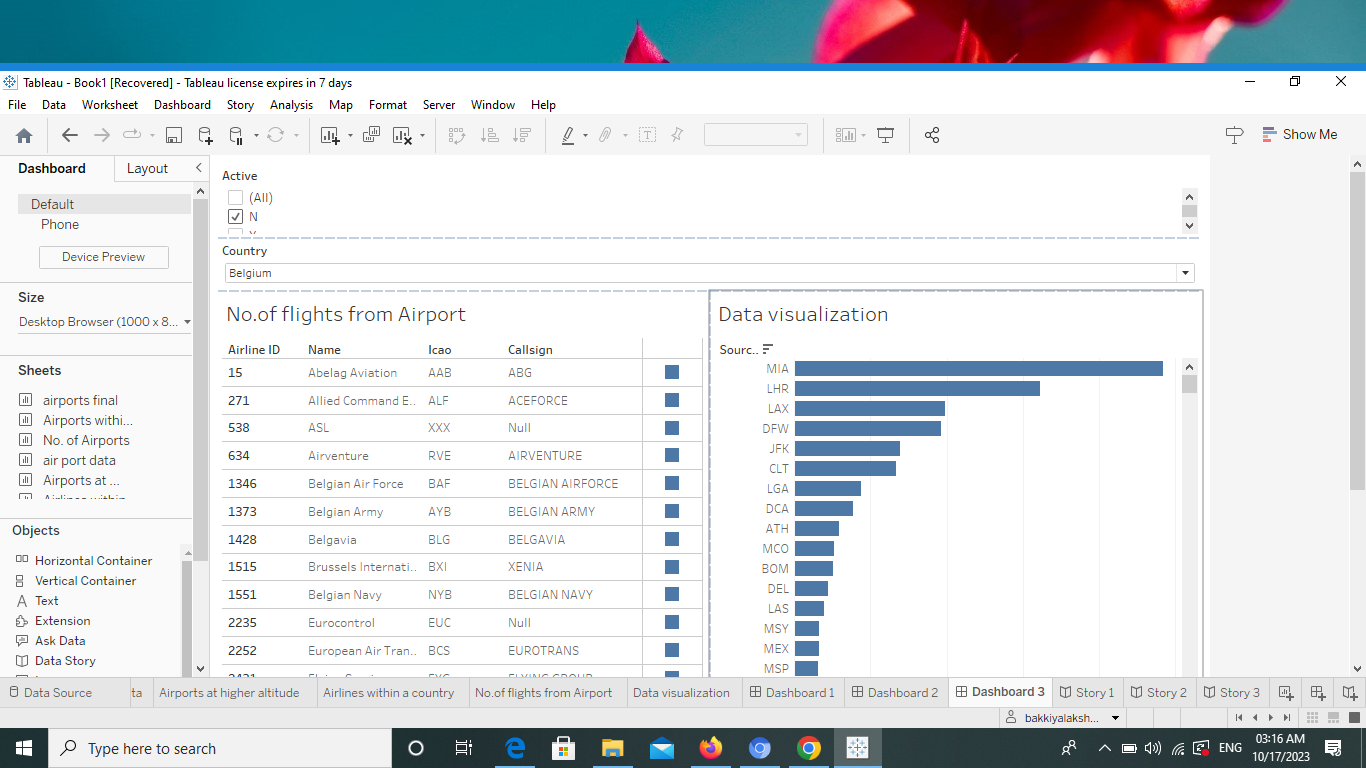 Tableau - Book1 [Recovered] - Tableau license expires in 7 days
File Data Worksheet Dashboard Story Analysis Map Format Server Window Help
Show Me
Dashboard Layout
Default
Phone
Device Preview
Size
Desktop Browser (1000 x 8...
Sheets
airports final
Airports withi...
No. of Airports
air port data
Airports at ...
Airlines within
Objects
Horizontal Container
Vertical Container
Text
Extension
Ask Data
Data Story
Active
(All)
N
Country
Belgium
No.of flights from Airport
Airline ID Name Icao Callsign
15 Abelag Aviation AAB ABG
271 Allied Command E.. ALF ACEFORCE
538 ASL XXX Null
634 Airventure RVE AIRVENTURE
1346 Belgian Air Force BAF BELGIAN AIRFORCE
1373 Belgian Army AYB BELGIAN ARMY
1428 Belgavia BLG BELGAVIA
1515 Brussels Internati.. BXI XENIA
1551 Belgian Navy NYB BELGIAN NAVY
2235 Eurocontrol EUC Null
2252 European Air Tran.. BCS EUROTRANS
Data visualization
Sourc..
MIA
LHR
LAX
DFW
JFK
CLT
LGA
DCA
ATH
MCO
BOM
DEL
LAS
MSY
MEX
MSP
Data Source ta Airports at higher altitude Airlines within a country No.of flights from Airport Data visualization Dashboard 1 Dashboard 2 Dashboard 3 Story 1 Story 2 Story 3
bakkiyalaksh...
Type here to search
ENG
03:16 AM
10/17/2023